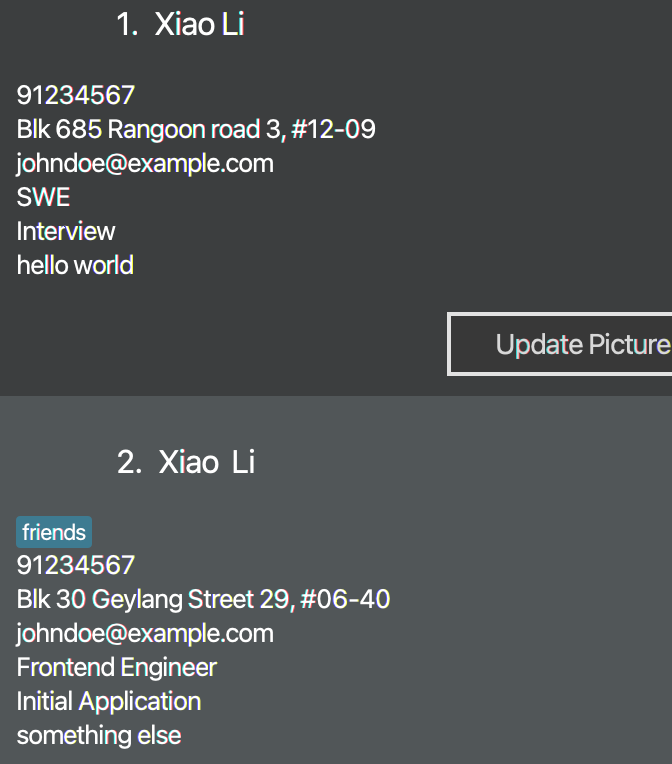 1. Xiao Li
91234567
Blk 685 Rangoon road 3, #12-09
johndoe@example.com
SWE
Interview
hello world
Update Picture
2. Xiao  Li
friends
91234567
Blk 30 Geylang Street 29, #06-40
johndoe@example.com
Frontend Engineer
Initial Application
something else